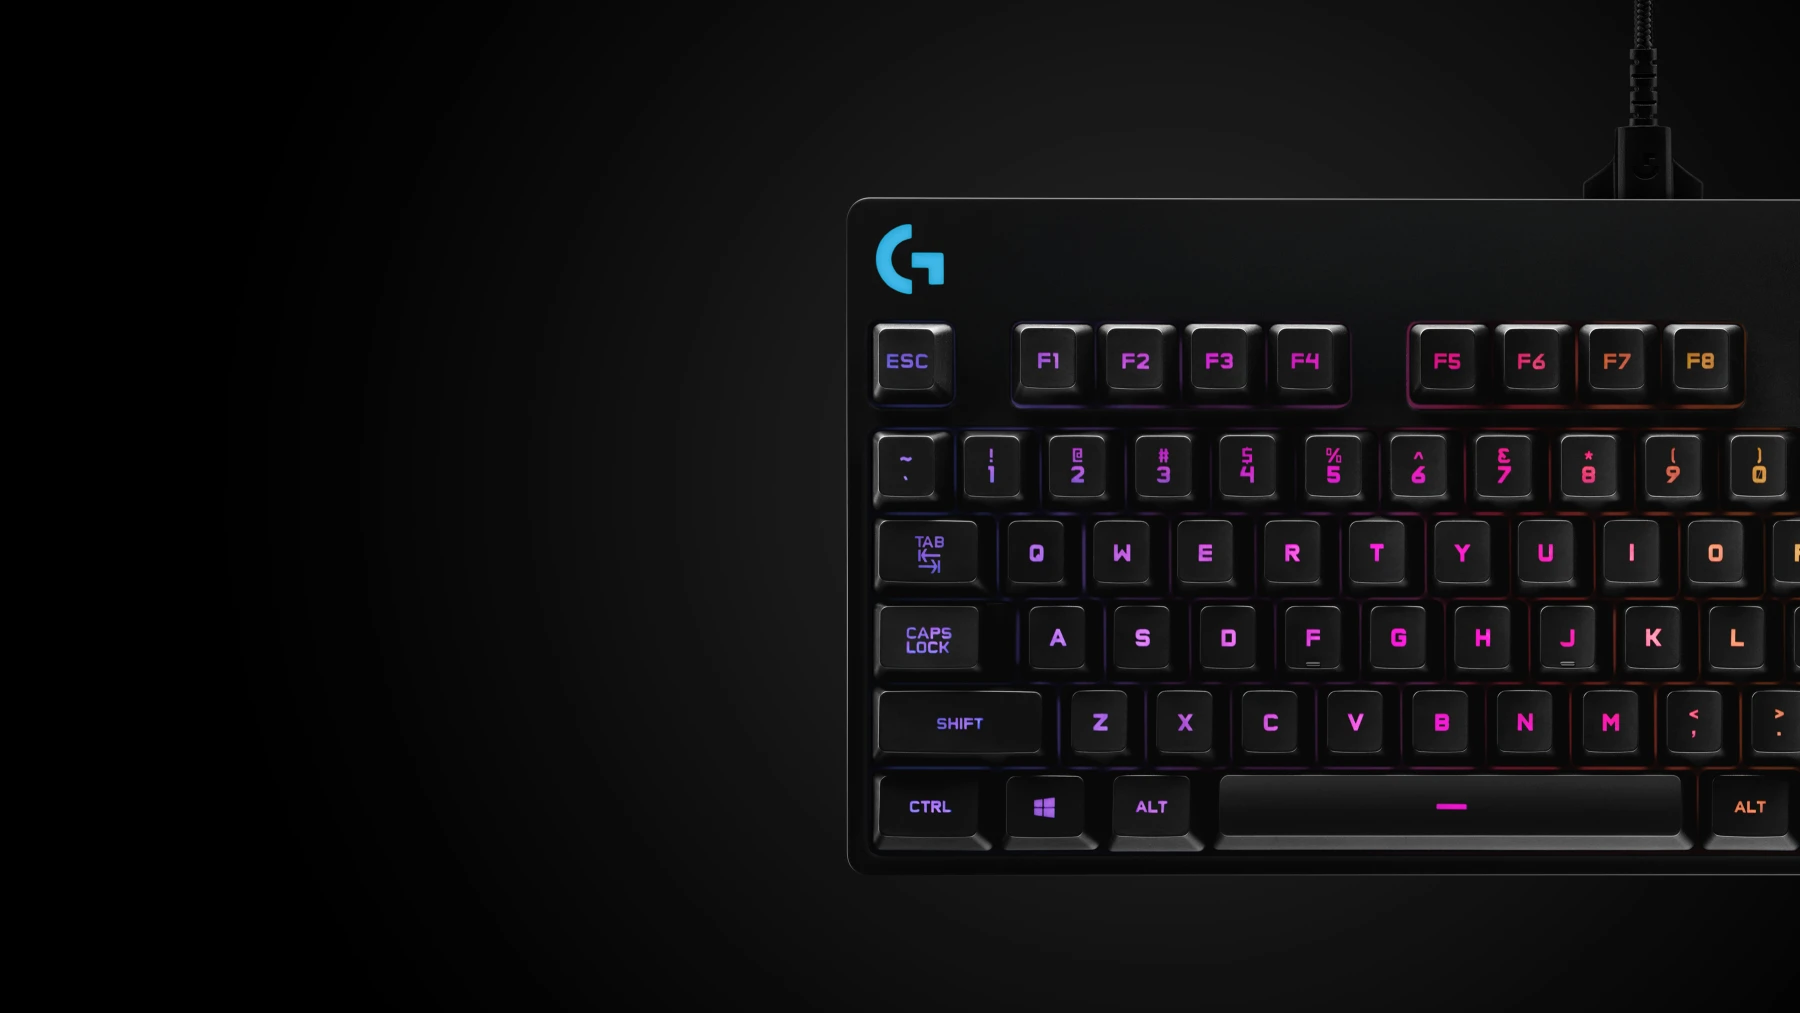 G
ESC F1 F2 F3 F4 F5 F6 F7 F8
~ ! @ # $ % ^ & * ( )
` 1 2 3 4 5 6 7 8 9 0
TAB Q W E R T Y U I O
CAPS LOCK A S D F G H J K L
SHIFT Z X C V B N M < , > .
CTRL ALT ALT